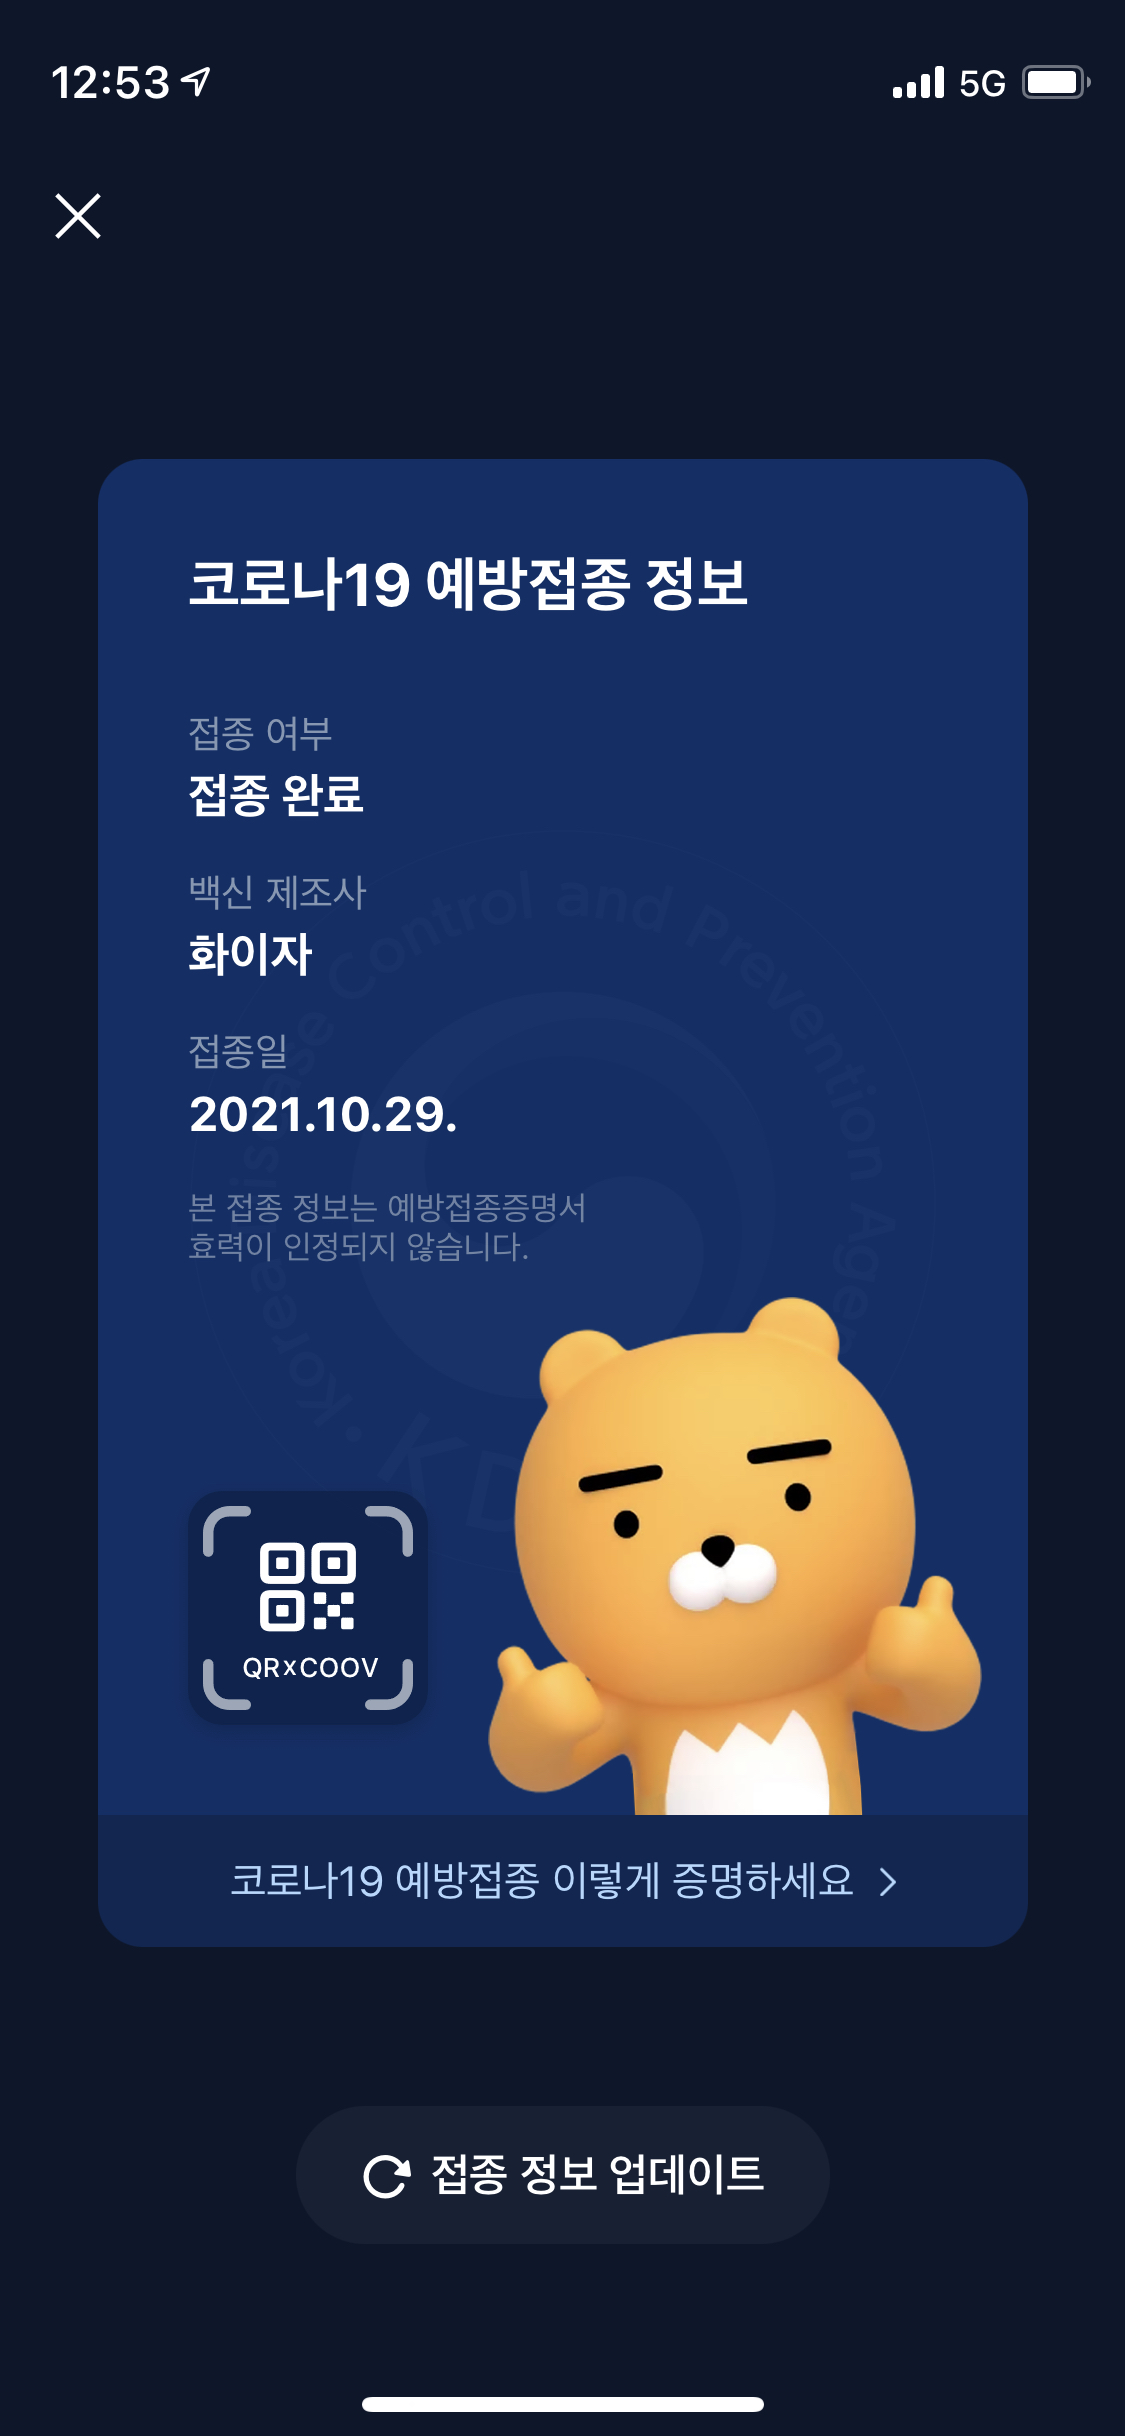 12:53
5G
코로나19 예방접종 정보
접종 여부
접종 완료
백신 제조사
화이자
접종일
2021.10.29.
본 접종 정보는 예방접종증명서
효력이 인정되지 않습니다.
Korea Disease Control and Prevention
QR x COOV
코로나19 예방접종 이렇게 증명하세요
접종 정보 업데이트